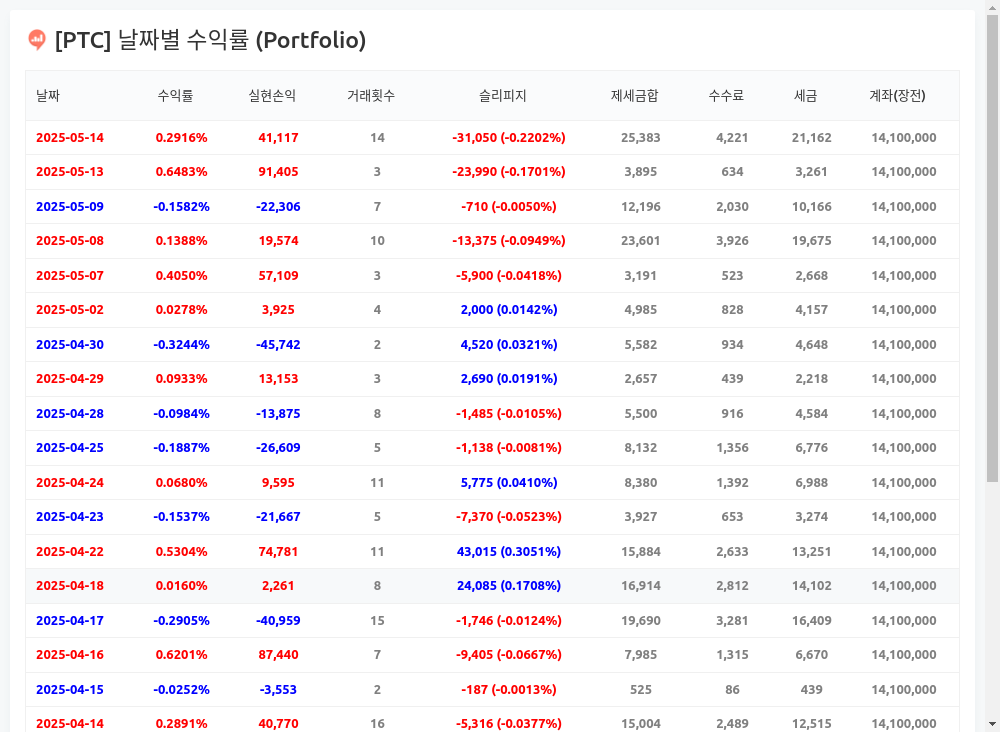 [PTC] 날짜별 수익률 (Portfolio)
날짜 수익률 실현손익 거래횟수 슬리피지 제세금합 수수료 세금 계좌(장전)
2025-05-14 0.2916% 41,117 14 -31,050 (-0.2202%) 25,383 4,221 21,162 14,100,000
2025-05-13 0.6483% 91,405 3 -23,990 (-0.1701%) 3,895 634 3,261 14,100,000
2025-05-09 -0.1582% -22,306 7 -710 (-0.0050%) 12,196 2,030 10,166 14,100,000
2025-05-08 0.1388% 19,574 10 -13,375 (-0.0949%) 23,601 3,926 19,675 14,100,000
2025-05-07 0.4050% 57,109 3 -5,900 (-0.0418%) 3,191 523 2,668 14,100,000
2025-05-02 0.0278% 3,925 4 2,000 (0.0142%) 4,985 828 4,157 14,100,000
2025-04-30 -0.3244% -45,742 2 4,520 (0.0321%) 5,582 934 4,648 14,100,000
2025-04-29 0.0933% 13,153 3 2,690 (0.0191%) 2,657 439 2,218 14,100,000
2025-04-28 -0.0984% -13,875 8 -1,485 (-0.0105%) 5,500 916 4,584 14,100,000
2025-04-25 -0.1887% -26,609 5 -1,138 (-0.0081%) 8,132 1,356 6,776 14,100,000
2025-04-24 0.0680% 9,595 11 5,775 (0.0410%) 8,380 1,392 6,988 14,100,000
2025-04-23 -0.1537% -21,667 5 -7,370 (-0.0523%) 3,927 653 3,274 14,100,000
2025-04-22 0.5304% 74,781 11 43,015 (0.3051%) 15,884 2,633 13,251 14,100,000
2025-04-18 0.0160% 2,261 8 24,085 (0.1708%) 16,914 2,812 14,102 14,100,000
2025-04-17 -0.2905% -40,959 15 -1,746 (-0.0124%) 19,690 3,281 16,409 14,100,000
2025-04-16 0.6201% 87,440 7 -9,405 (-0.0667%) 7,985 1,315 6,670 14,100,000
2025-04-15 -0.0252% -3,553 2 -187 (-0.0013%) 525 86 439 14,100,000
2025-04-14 0.2891% 40,770 16 -5,316 (-0.0377%) 15,004 2,489 12,515 14,100,000